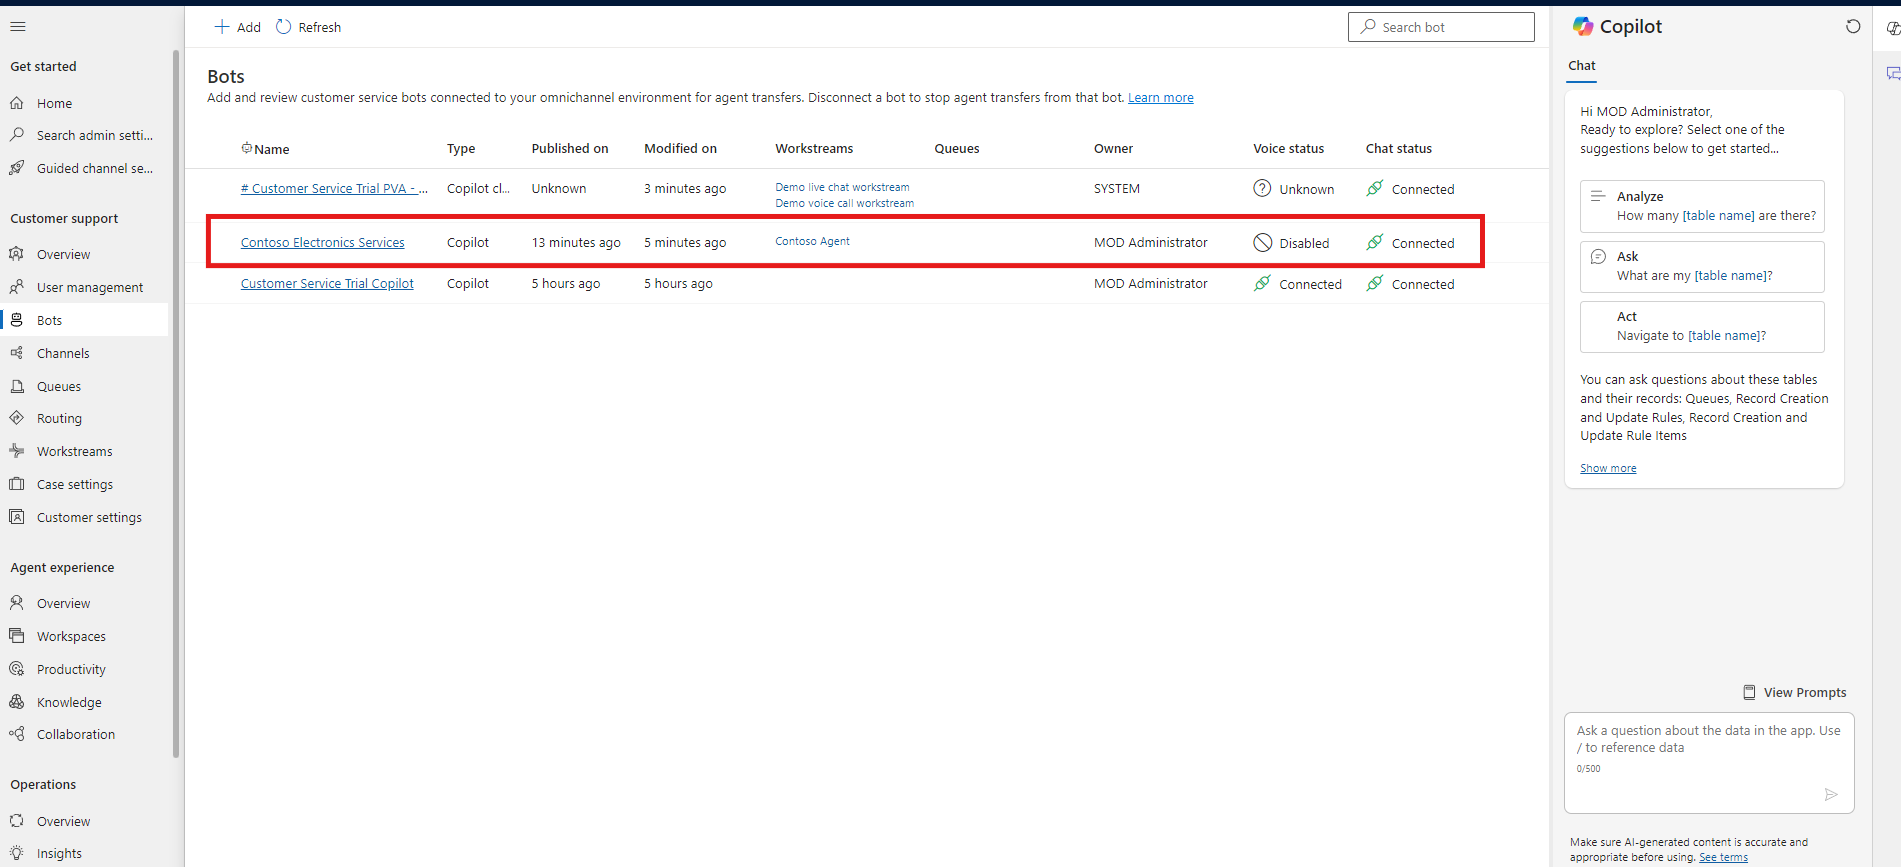 Add
Refresh
Search bot
Get started
Home
Search admin setti...
Guided channel se...
Customer support
Overview
User management
Bots
Channels
Queues
Routing
Workstreams
Case settings
Customer settings
Agent experience
Overview
Workspaces
Productivity
Knowledge
Collaboration
Operations
Overview
Insights
Bots
Add and review customer service bots connected to your omnichannel environment for agent transfers. Disconnect a bot to stop agent transfers from that bot. Learn more
Name Type Published on Modified on Workstreams Queues Owner Voice status Chat status
# Customer Service Trial PVA - ... Copilot cl... Unknown 3 minutes ago Demo live chat workstream SYSTEM Unknown Connected
Demo voice call workstream
Contoso Electronics Services Copilot 13 minutes ago 5 minutes ago Contoso Agent MOD Administrator Disabled Connected
Customer Service Trial Copilot Copilot 5 hours ago 5 hours ago MOD Administrator Connected Connected
Copilot
Chat
Hi MOD Administrator,
Ready to explore? Select one of the
suggestions below to get started...
Analyze
How many [table name] are there?
Ask
What are my [table name]?
Act
Navigate to [table name]?
You can ask questions about these tables
and their records: Queues, Record Creation
and Update Rules, Record Creation and
Update Rule Items
Show more
View Prompts
Ask a question about the data in the app. Use
/ to reference data
0/500
Make sure AI-generated content is accurate and
appropriate before using. See terms